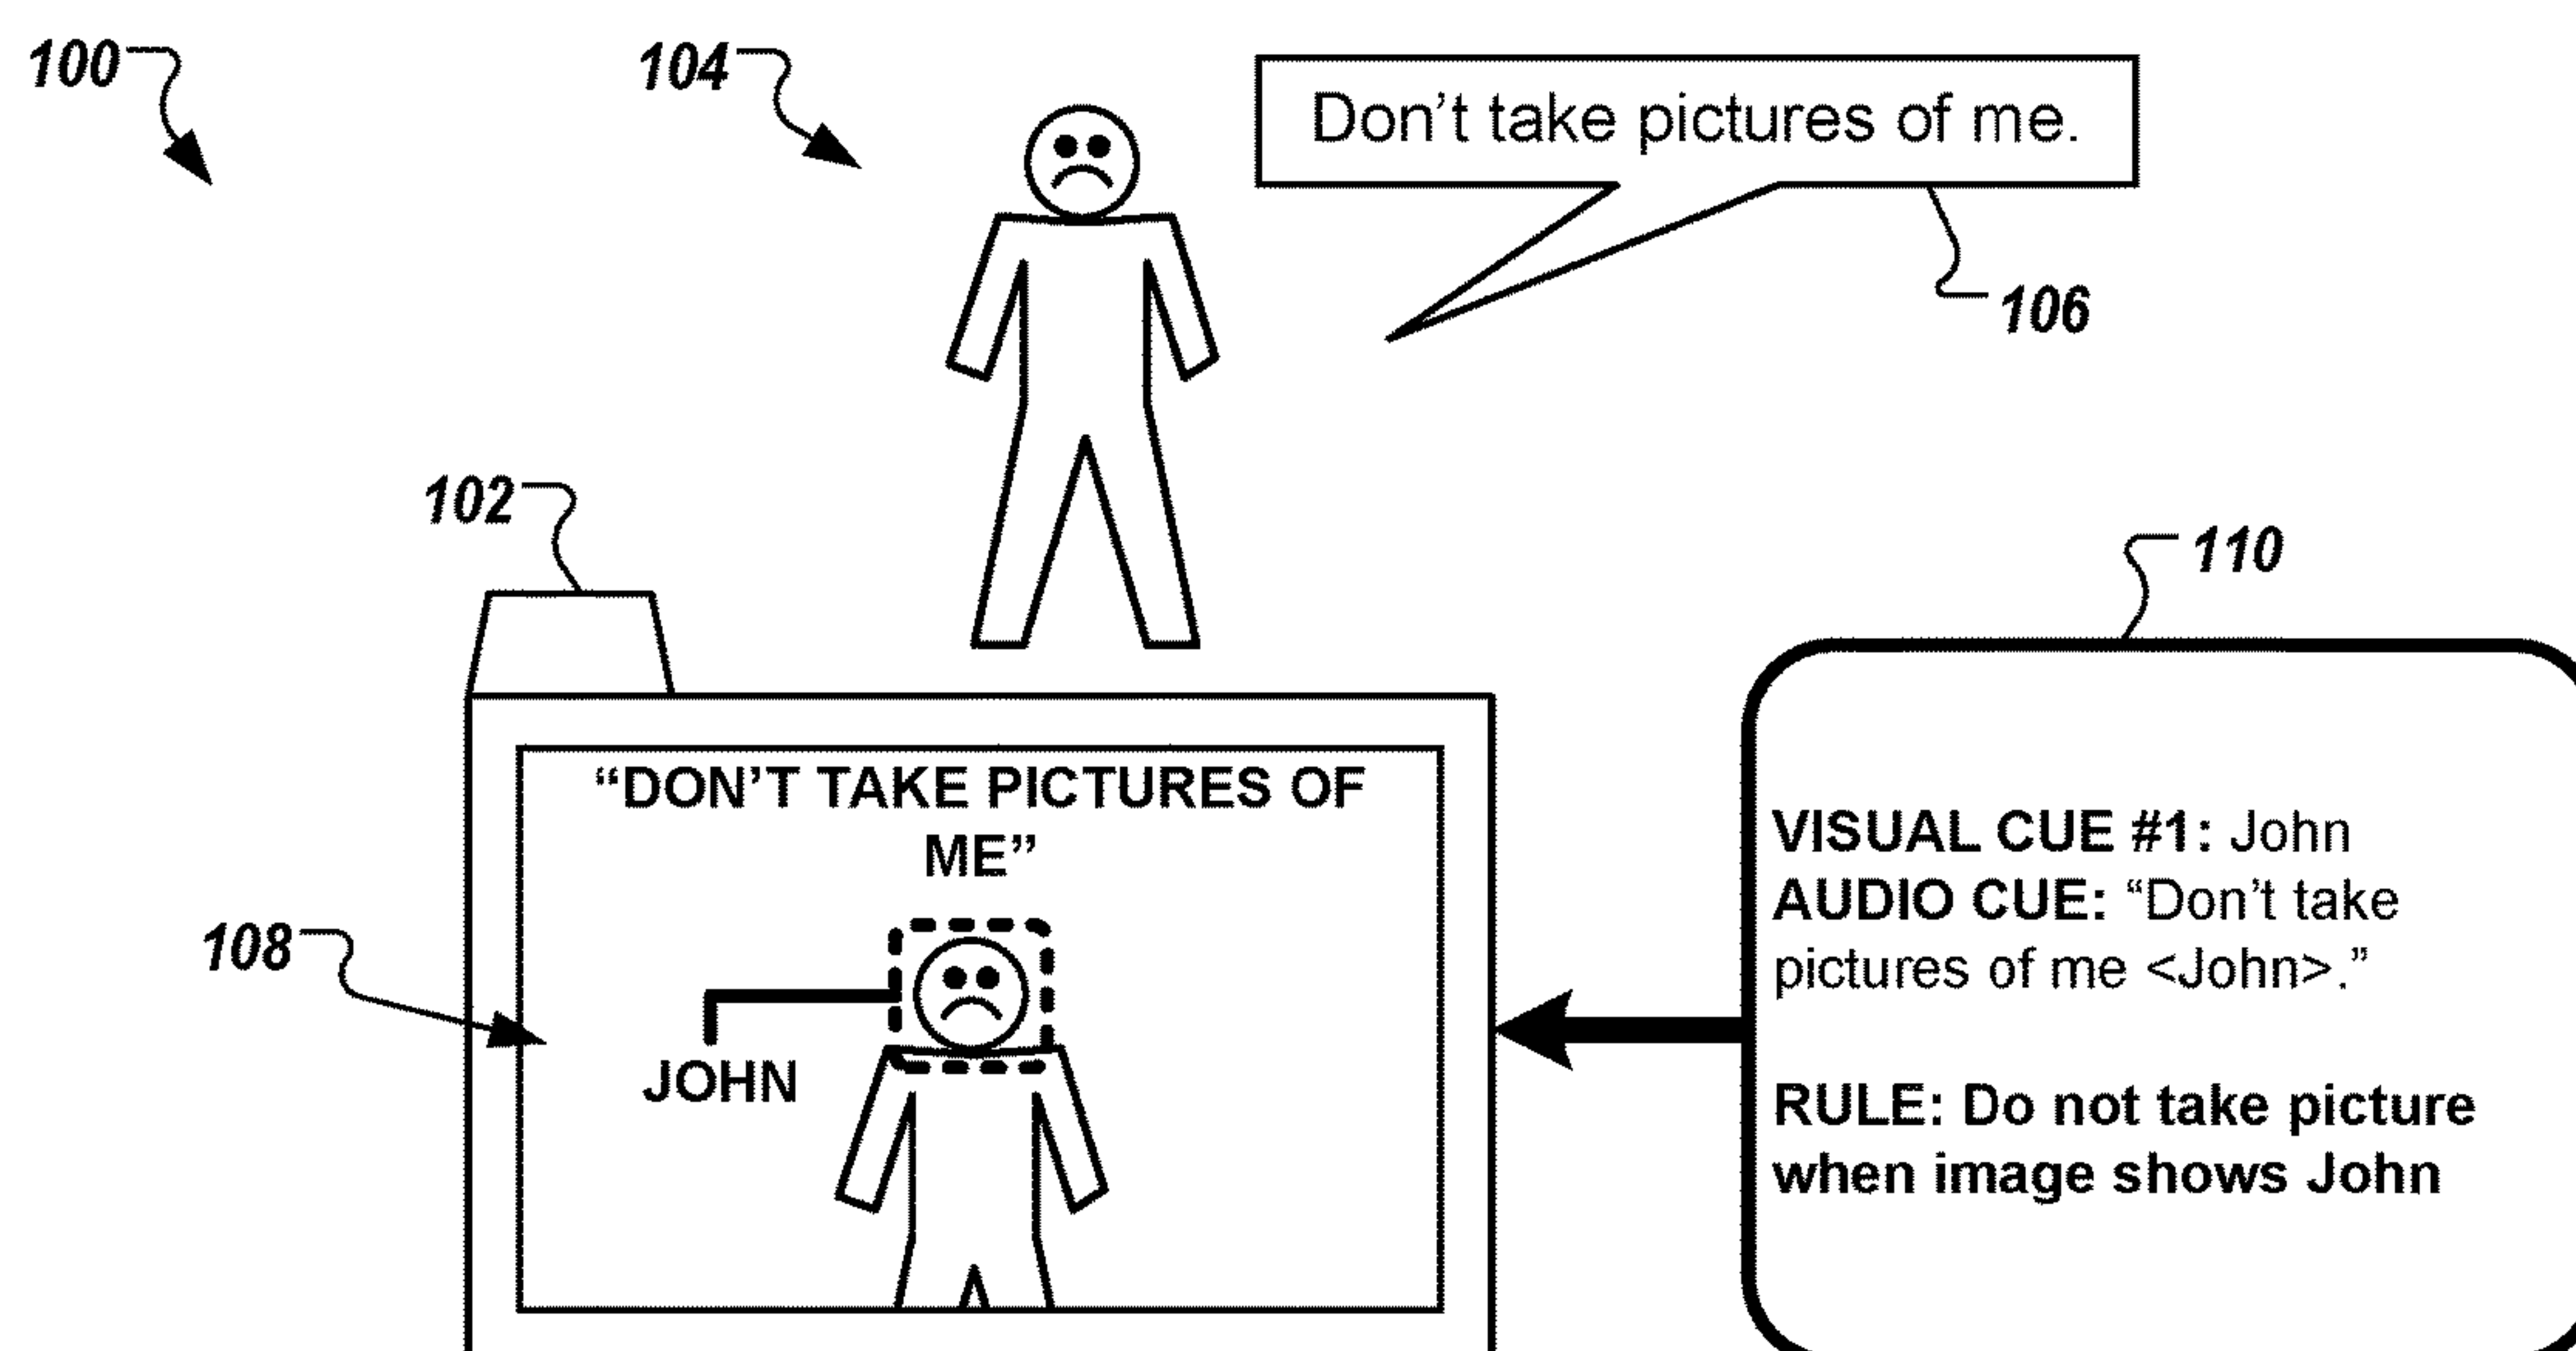 100
104
Don't take pictures of me.
106
102
110
“DON'T TAKE PICTURES OF
ME”
108
JOHN
VISUAL CUE #1: John
AUDIO CUE: “Don't take
pictures of me <John>.”
RULE: Do not take picture
when image shows John